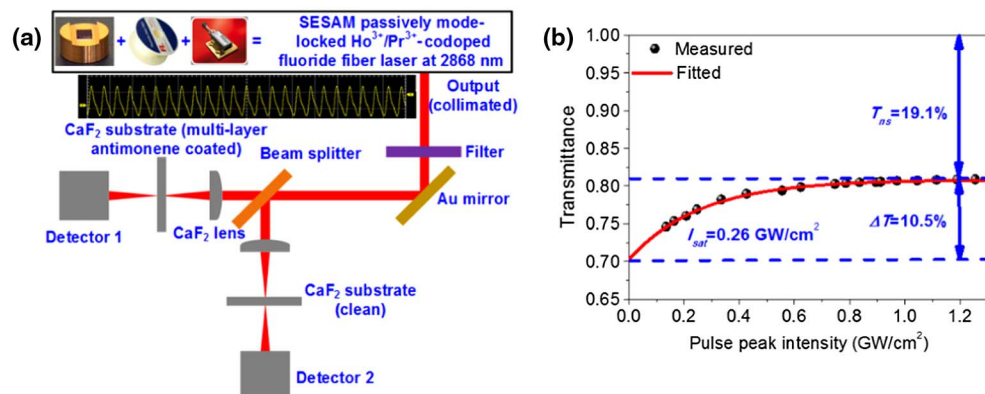 (a)
+ + =
SESAM passively mode-
locked Ho³⁺/Pr³⁺-codoped
fluoride fiber laser at 2868 nm
Output
(collimated)
CaF₂ substrate (multi-layer
antimonene coated)
Beam splitter
Filter
Au mirror
Detector 1
CaF₂ lens
CaF₂ substrate
(clean)
Detector 2
(b)
Transmittance
1.00
0.95
0.90
0.85
0.80
0.75
0.70
0.65
Measured
Fitted
Tns=19.1%
ΔT=10.5%
Isat=0.26 GW/cm²
0.0 0.2 0.4 0.6 0.8 1.0 1.2
Pulse peak intensity (GW/cm²)